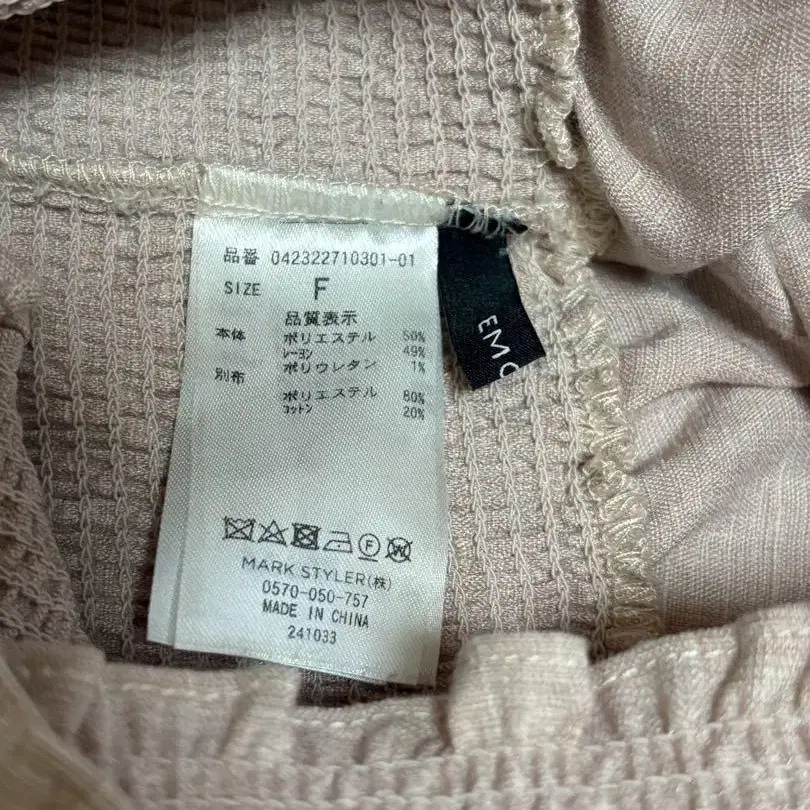 品番 042322710301-01
SIZE F
品質表示
本体 ポリエステル 50%
レーヨン 49%
ポリウレタン 1%
別布
ポリエステル 80%
コットン 20%
F W
MARK STYLER(株)
0570-050-757
MADE IN CHINA
241033
EMO